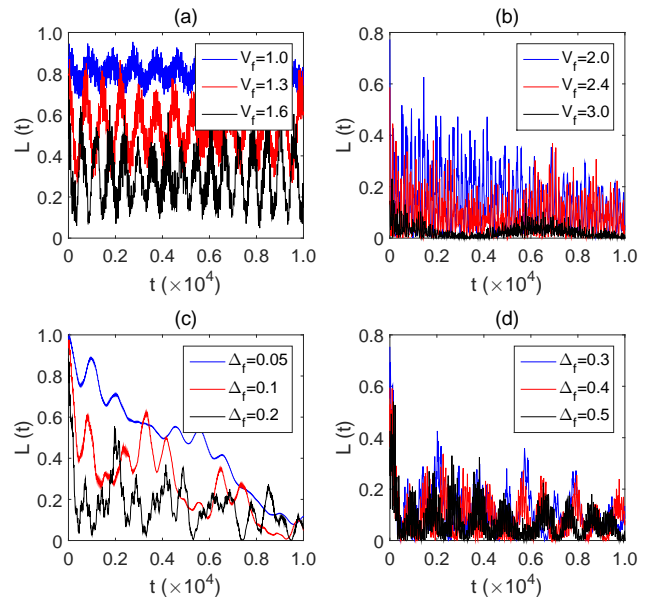 (a)
1.0
0.8
0.6
0.4
0.2
0
L (t)
V_f=1.0
V_f=1.3
V_f=1.6
0 0.2 0.4 0.6 0.8 1.0
t (×10^4)
(b)
0.8
0.6
0.4
0.2
0
L (t)
V_f=2.0
V_f=2.4
V_f=3.0
0 0.2 0.4 0.6 0.8 1.0
t (×10^4)
(c)
1.0
0.8
0.6
0.4
0.2
0
L (t)
Δ_f=0.05
Δ_f=0.1
Δ_f=0.2
0 0.2 0.4 0.6 0.8 1.0
t (×10^4)
(d)
0.8
0.6
0.4
0.2
0
L (t)
Δ_f=0.3
Δ_f=0.4
Δ_f=0.5
0 0.2 0.4 0.6 0.8 1.0
t (×10^4)